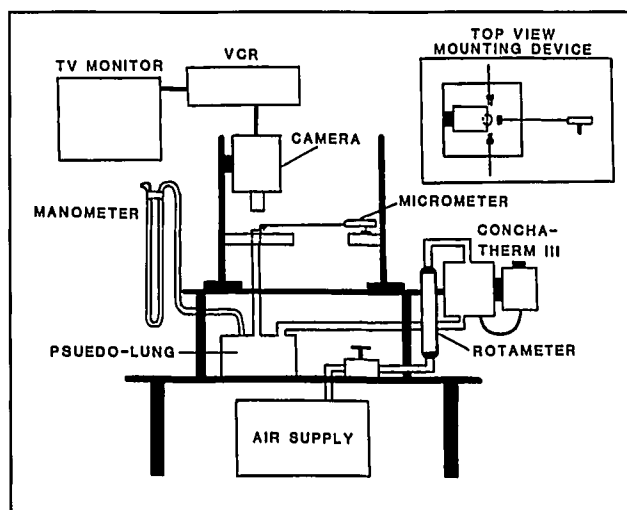 TOP VIEW
MOUNTING DEVICE
VCR
TV MONITOR
CAMERA
MANOMETER
MICROMETER
CONCHA-
THERM III
PSUEDO-LUNG
ROTAMETER
AIR SUPPLY